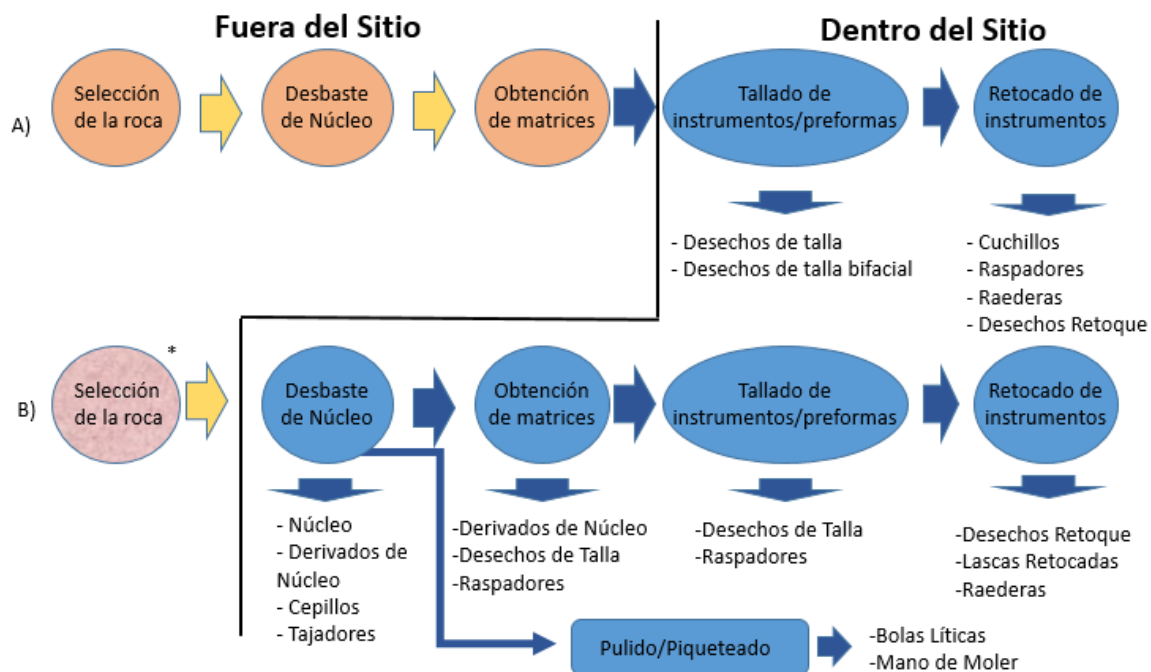 Fuera del Sitio
Dentro del Sitio
A)
Selección
de la roca
Desbaste
de Núcleo
Obtención
de matrices
Tallado de
instrumentos/preformas
Retocado de
instrumentos
- Desechos de talla
- Desechos de talla bifacial
- Cuchillos
- Raspadores
- Raederas
- Desechos Retoque
B)
Selección
de la roca
*
Desbaste
de Núcleo
Obtención
de matrices
Tallado de
instrumentos/preformas
Retocado de
instrumentos
- Núcleo
- Derivados de
Núcleo
- Cepillos
- Tajadores
-Derivados de Núcleo
-Desechos de Talla
-Raspadores
-Desechos de Talla
-Raspadores
-Desechos Retoque
-Lascas Retocadas
-Raederas
Pulido/Piqueteado
-Bolas Líticas
-Mano de Moler